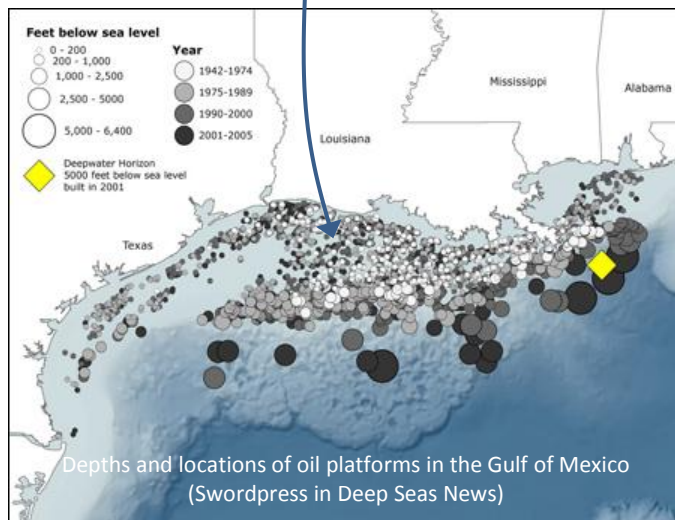 Feet below sea level
0 - 200
200 - 1,000
1,000 - 2,500
2,500 - 5000
5,000 - 6,400
Year
1942-1974
1975-1989
1990-2000
2001-2005
Deepwater Horizon
5000 feet below sea level
built in 2001
Mississippi
Alabama
Louisiana
Texas
Depths and locations of oil platforms in the Gulf of Mexico
(Swordpress in Deep Seas News)